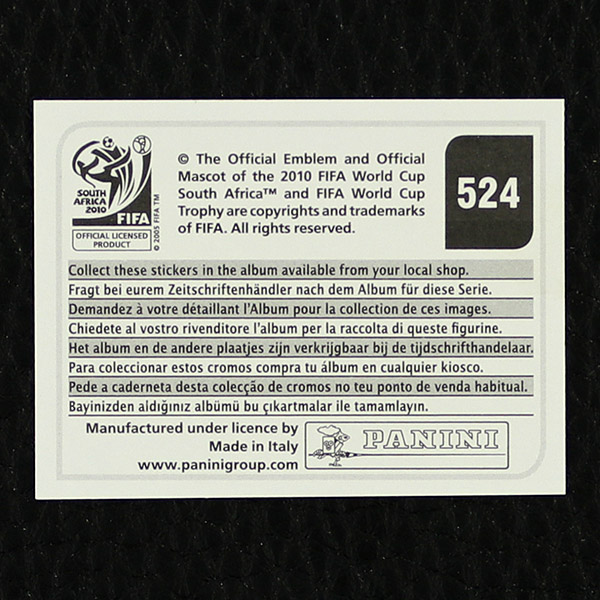 SOUTH
AFRICA
2010
FIFA
OFFICIAL LICENSED
PRODUCT
© 2005 FIFA TM
© The Official Emblem and Official
Mascot of the 2010 FIFA World Cup
South Africa™ and FIFA World Cup
Trophy are copyrights and trademarks
of FIFA. All rights reserved.
524
Collect these stickers in the album available from your local shop.
Fragt bei eurem Zeitschriftenhändler nach dem Album für diese Serie.
Demandez à votre détaillant l'Album pour la collection de ces images.
Chiedete al vostro rivenditore l'album per la raccolta di queste figurine.
Het album en de andere plaatjes zijn verkrijgbaar bij de tijdschrifthandelaar.
Para coleccionar estos cromos compra tu álbum en cualquier kiosco.
Pede a caderneta desta colecção de cromos no teu ponto de venda habitual.
Bayinizden aldığınız albümü bu çıkartmalar ile tamamlayın.
Manufactured under licence by
Made in Italy
www.paninigroup.com
PANINI